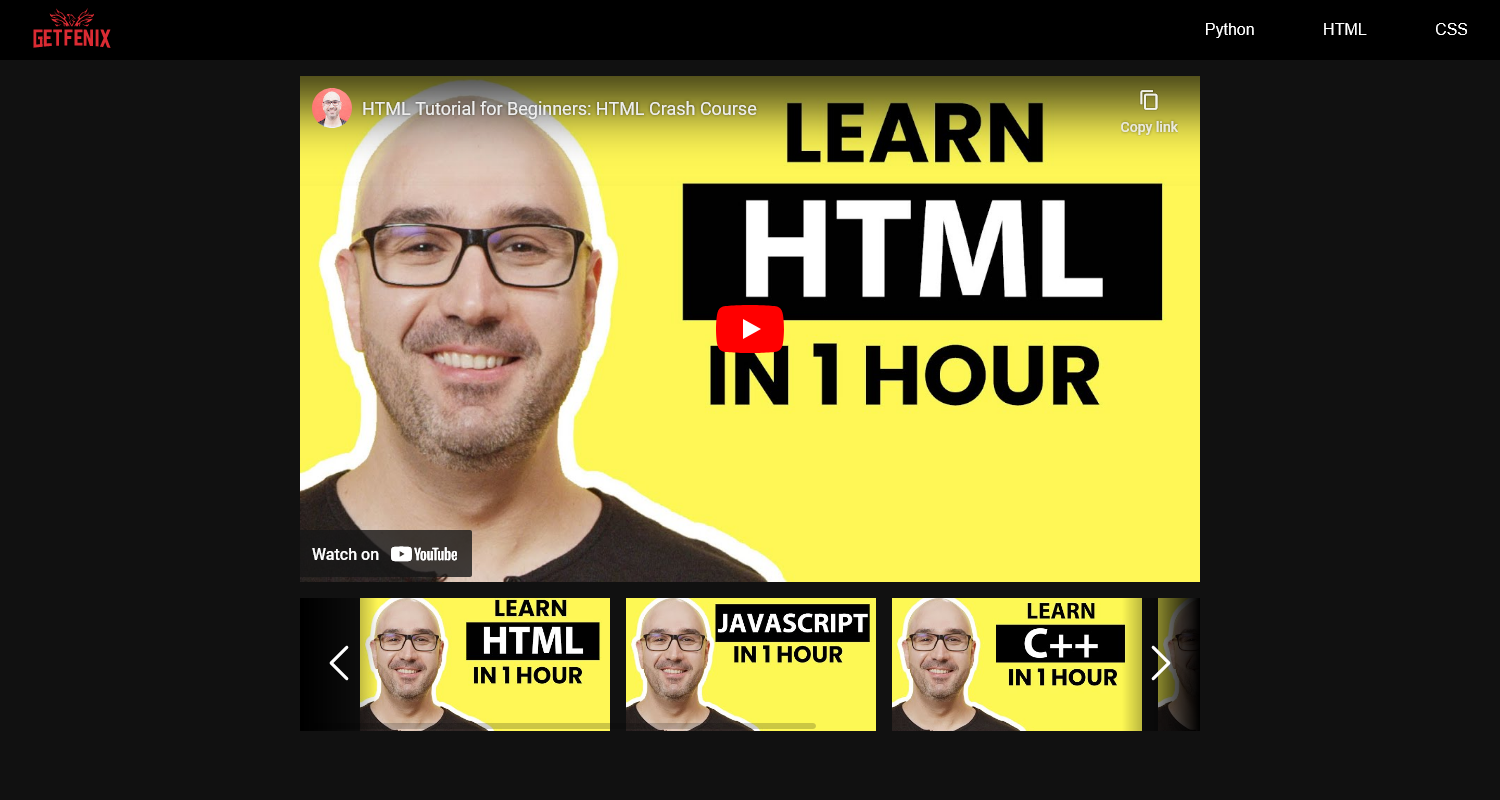 GETFENIX
Python HTML CSS
HTML Tutorial for Beginners: HTML Crash Course
Copy link
LEARN
HTML
IN 1 HOUR
Watch on YouTube
LEARN
HTML
IN 1 HOUR
JAVASCRIPT
IN 1 HOUR
LEARN
C++
IN 1 HOUR